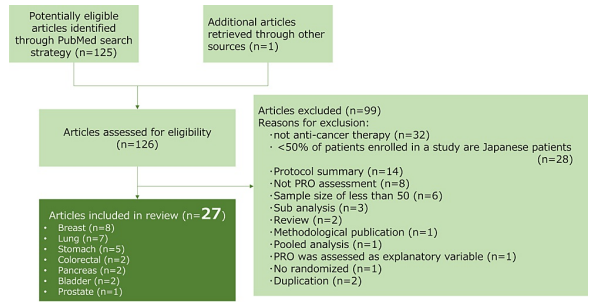 Potentially eligible
articles identified
through PubMed search
strategy (n=125)
Additional articles
retrieved through other
sources (n=1)
Articles assessed for eligibility
(n=126)
Articles excluded (n=99)
Reasons for exclusion:
･not anti-cancer therapy (n=32)
･ <50% of patients enrolled in a study are Japanese patients
(n=28)
･Protocol summary (n=14)
･Not PRO assessment (n=8)
･Sample size of less than 50 (n=6)
･Sub analysis (n=3)
･Review (n=2)
･Methodological publication (n=1)
･Pooled analysis (n=1)
･PRO was assessed as explanatory variable (n=1)
･No randomized (n=1)
･Duplication (n=2)
Articles included in review (n=27)
• Breast (n=8)
• Lung (n=7)
• Stomach (n=5)
• Colorectal (n=2)
• Pancreas (n=2)
• Bladder (n=2)
• Prostate (n=1)